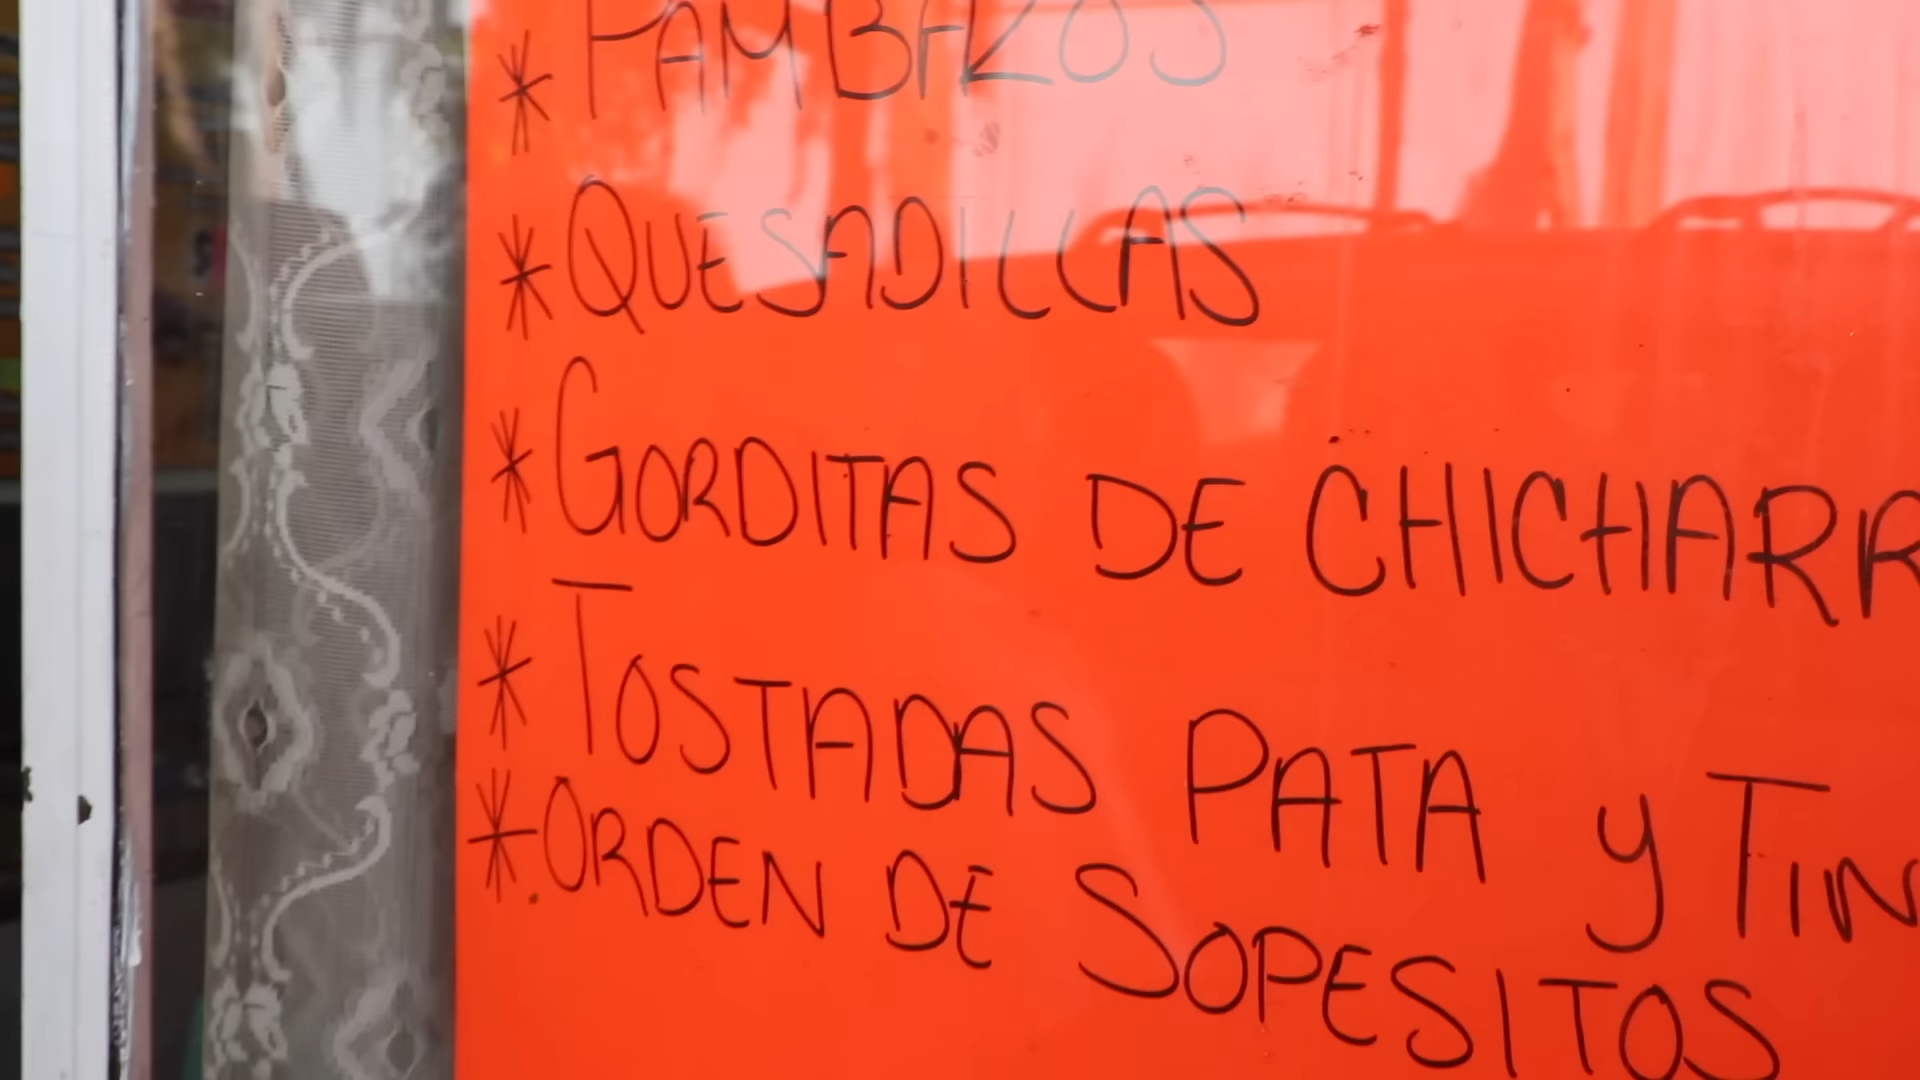 * PAMBAZOS
* QUESADILLAS
* GORDITAS DE CHICHARR
* TOSTADAS PATA y TIN
* ORDEN DE SOPESITOS